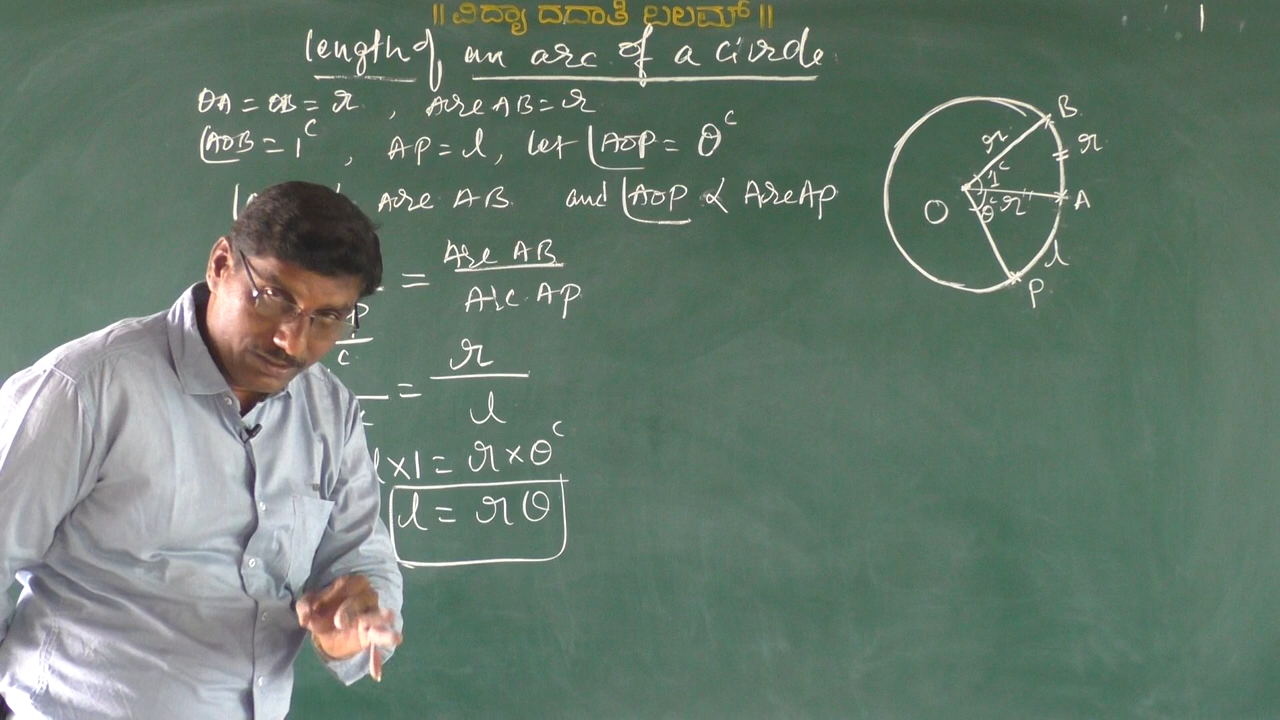 ॥ ವಿದ್ಯಾ ದದಾತಿ ಬಲಮ್ ॥
length of an arc of a circle
OA = OB = r , Arc AB = r
∠AOB = 1ᶜ , AP = l, let ∠AOP = θᶜ
Arc AB and ∠AOP ∝ Arc AP
= Arc AB / Arc AP
= r / l
l × 1 = r × θᶜ
l = rθ
B
r
r
1ᶜ
A
O
θᶜ
r
l
P